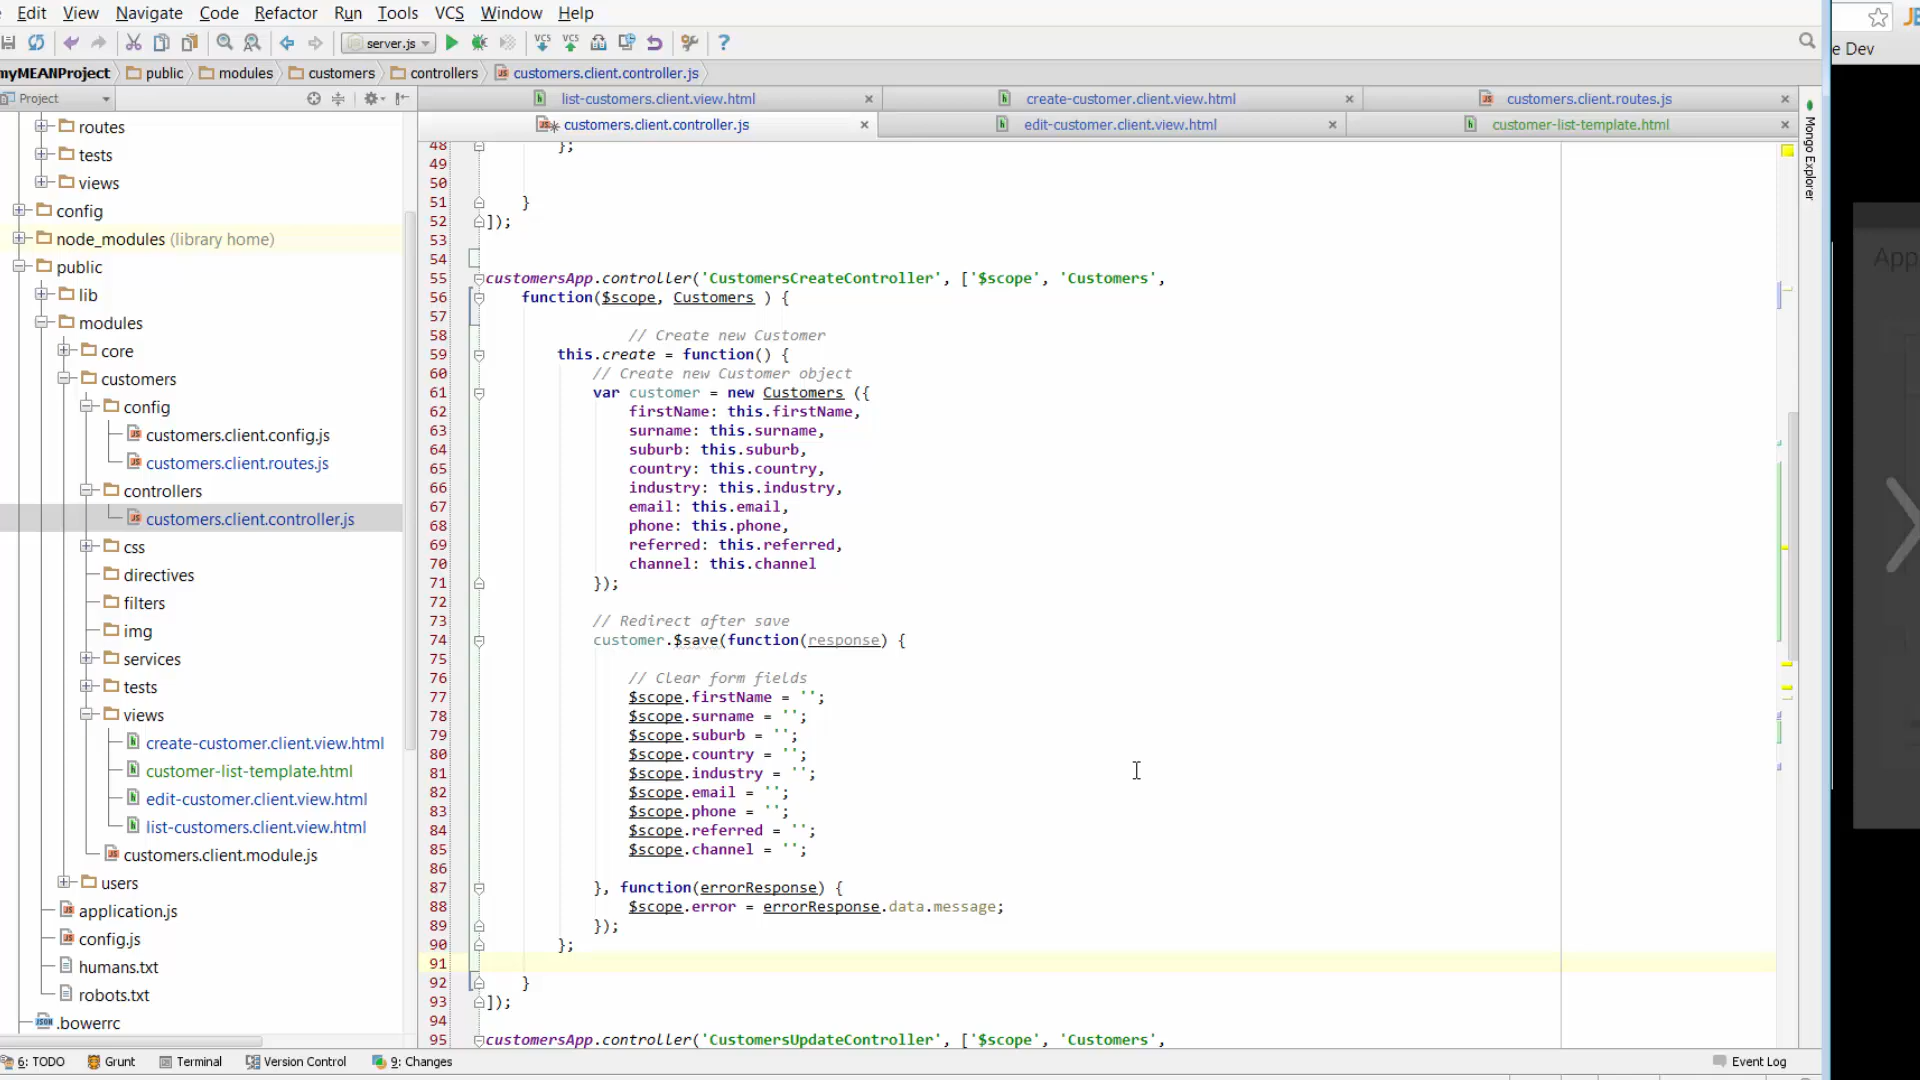 Edit View Navigate Code Refactor Run Tools VCS Window Help
server.js
VCS VCS
e Dev
myMEANProject public modules customers controllers customers.client.controller.js
Project
list-customers.client.view.html create-customer.client.view.html customers.client.routes.js
customers.client.controller.js edit-customer.client.view.html customer-list-template.html
Mongo Explorer
routes
tests
views
config
node_modules (library home)
public
lib
modules
core
customers
config
customers.client.config.js
customers.client.routes.js
controllers
customers.client.controller.js
css
directives
filters
img
services
tests
views
create-customer.client.view.html
customer-list-template.html
edit-customer.client.view.html
list-customers.client.view.html
customers.client.module.js
users
application.js
config.js
humans.txt
robots.txt
.bowerrc
48 };
49
50
51 }
52 ]);
53
54
55 customersApp.controller('CustomersCreateController', ['$scope', 'Customers',
56 function($scope, Customers ) {
57
58 // Create new Customer
59 this.create = function() {
60 // Create new Customer object
61 var customer = new Customers ({
62 firstName: this.firstName,
63 surname: this.surname,
64 suburb: this.suburb,
65 country: this.country,
66 industry: this.industry,
67 email: this.email,
68 phone: this.phone,
69 referred: this.referred,
70 channel: this.channel
71 });
72
73 // Redirect after save
74 customer.$save(function(response) {
75
76 // Clear form fields
77 $scope.firstName = '';
78 $scope.surname = '';
79 $scope.suburb = '';
80 $scope.country = '';
81 $scope.industry = '';
82 $scope.email = '';
83 $scope.phone = '';
84 $scope.referred = '';
85 $scope.channel = '';
86
87 }, function(errorResponse) {
88 $scope.error = errorResponse.data.message;
89 });
90 };
91
92 }
93 ]);
94
95 customersApp.controller('CustomersUpdateController', ['$scope', 'Customers',
App
6: TODO Grunt Terminal Version Control 9: Changes Event Log